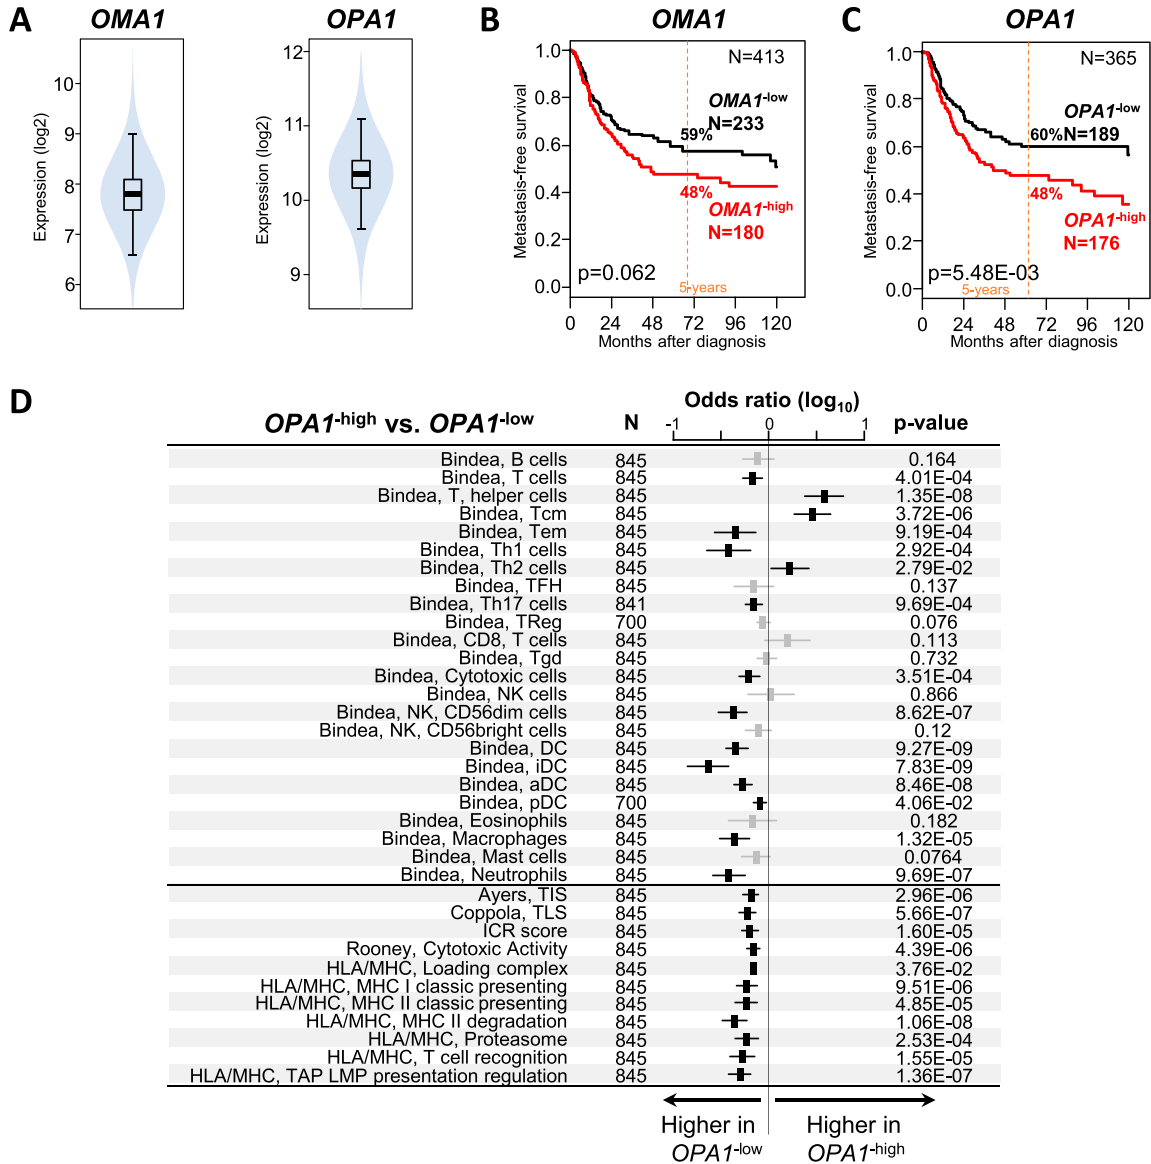 A
OMA1
Expression (log2)
10
9
8
7
6
OPA1
Expression (log2)
12
11
10
9
B
OMA1
Metastasis-free survival
1.0
0.8
0.6
0.4
0.2
0.0
N=413
OMA1-low
N=233
59%
48%
OMA1-high
N=180
p=0.062
5-years
0 24 48 72 96 120
Months after diagnosis
C
OPA1
Metastasis-free survival
1.0
0.8
0.6
0.4
0.2
0.0
N=365
OPA1-low
60% N=189
48%
OPA1-high
N=176
p=5.48E-03
5-years
0 24 48 72 96 120
Months after diagnosis
D
Odds ratio (log10)
OPA1-high vs. OPA1-low N -1 0 1 p-value
Bindea, B cells 845 0.164
Bindea, T cells 845 4.01E-04
Bindea, T, helper cells 845 1.35E-08
Bindea, Tcm 845 3.72E-06
Bindea, Tem 845 9.19E-04
Bindea, Th1 cells 845 2.92E-04
Bindea, Th2 cells 845 2.79E-02
Bindea, TFH 845 0.137
Bindea, Th17 cells 841 9.69E-04
Bindea, TReg 700 0.076
Bindea, CD8, T cells 845 0.113
Bindea, Tgd 845 0.732
Bindea, Cytotoxic cells 845 3.51E-04
Bindea, NK cells 845 0.866
Bindea, NK, CD56dim cells 845 8.62E-07
Bindea, NK, CD56bright cells 845 0.12
Bindea, DC 845 9.27E-09
Bindea, iDC 845 7.83E-09
Bindea, aDC 845 8.46E-08
Bindea, pDC 700 4.06E-02
Bindea, Eosinophils 845 0.182
Bindea, Macrophages 845 1.32E-05
Bindea, Mast cells 845 0.0764
Bindea, Neutrophils 845 9.69E-07
Ayers, TIS 845 2.96E-06
Coppola, TLS 845 5.66E-07
ICR score 845 1.60E-05
Rooney, Cytotoxic Activity 845 4.39E-06
HLA/MHC, Loading complex 845 3.76E-02
HLA/MHC, MHC I classic presenting 845 9.51E-06
HLA/MHC, MHC II classic presenting 845 4.85E-05
HLA/MHC, MHC II degradation 845 1.06E-08
HLA/MHC, Proteasome 845 2.53E-04
HLA/MHC, T cell recognition 845 1.55E-05
HLA/MHC, TAP LMP presentation regulation 845 1.36E-07
Higher in
OPA1-low
Higher in
OPA1-high